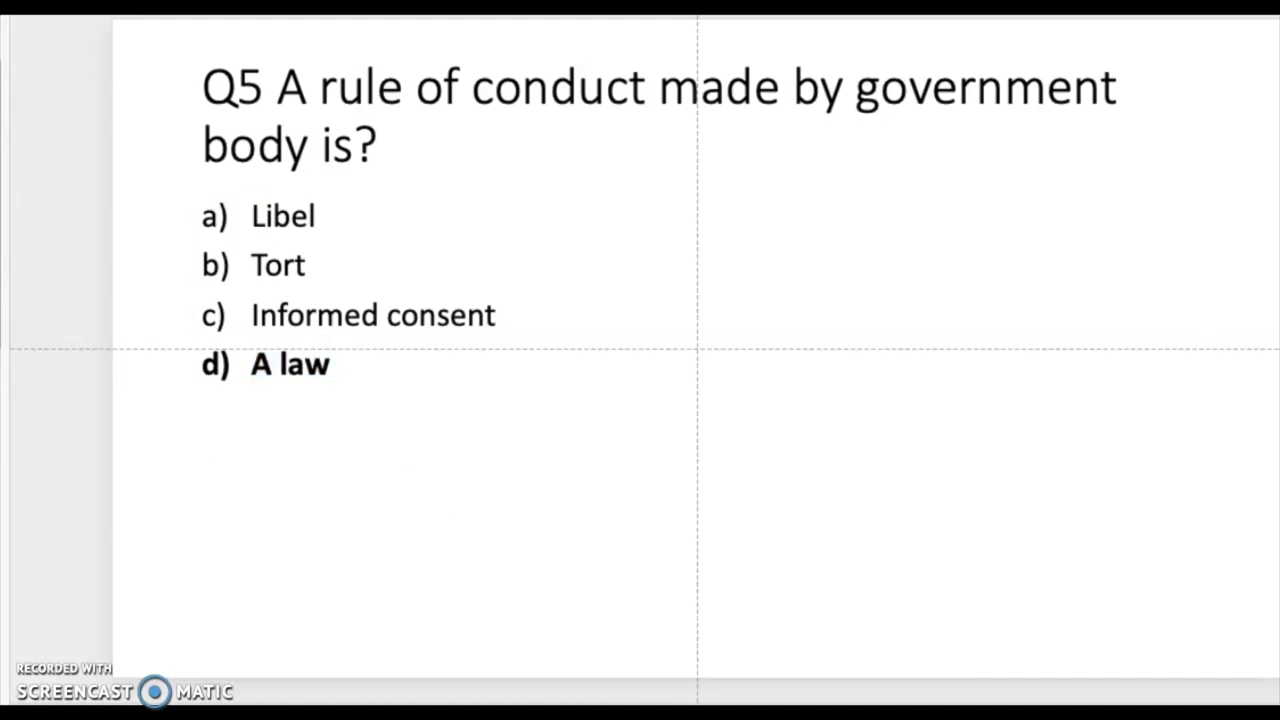 Q5 A rule of conduct made by government
body is?
a) Libel
b) Tort
c) Informed consent
d) A law
RECORDED WITH
SCREENCAST MATIC